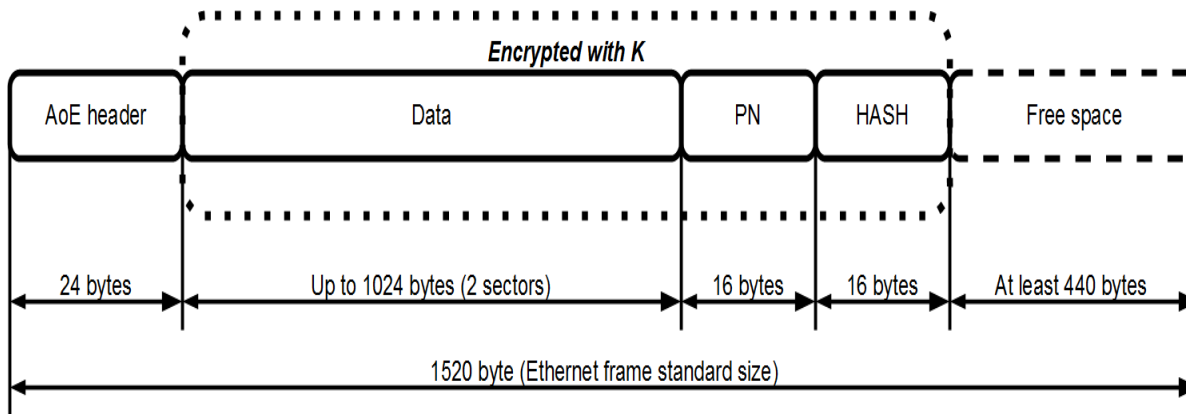 Encrypted with K
AoE header
Data
PN
HASH
Free space
24 bytes
Up to 1024 bytes (2 sectors)
16 bytes
16 bytes
At least 440 bytes
1520 byte (Ethernet frame standard size)